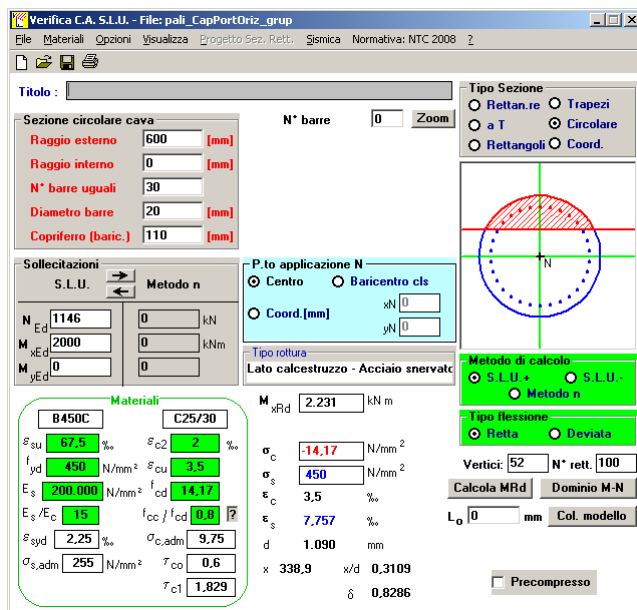 Verifica C.A. S.L.U. - File: pali_CapPortOriz_grup
File Materiali Opzioni Visualizza Progetto Sez. Rett. Sismica Normativa: NTC 2008 ?
Titolo :
Tipo Sezione
Rettan.re Trapezi
a T Circolare
Rettangoli Coord.
Sezione circolare cava
N° barre 0 Zoom
Raggio esterno 600 [mm]
Raggio interno 0 [mm]
N° barre uguali 30
Diametro barre 20 [mm]
Copriferro (baric.) 110 [mm]
N
Sollecitazioni
S.L.U. Metodo n
N Ed 1146 0 kN
M xEd 2000 0 kNm
M yEd 0 0
P.to applicazione N
Centro Baricentro cls
Coord.[mm] xN 0
yN 0
Tipo rottura
Lato calcestruzzo - Acciaio snervato
Metodo di calcolo
S.L.U.+ S.L.U.-
Metodo n
Tipo flessione
Retta Deviata
Materiali
B450C C25/30
εsu 67,5 ‰ εc2 2 ‰
fyd 450 N/mm² εcu 3,5
Es 200.000 N/mm² fcd 14,17
Es/Ec 15 fcc / fcd 0,8 ?
εsyd 2,25 ‰ σc,adm 9,75
σs,adm 255 N/mm² τco 0,6
τc1 1,829
M xRd 2.231 kN m
σc -14,17 N/mm²
σs 450 N/mm²
εc 3,5 ‰
εs 7,757 ‰
d 1.090 mm
x 338,9 x/d 0,3109
δ 0,8286
Vertici: 52 N° rett. 100
Calcola MRd Dominio M-N
Lo 0 mm Col. modello
Precompresso